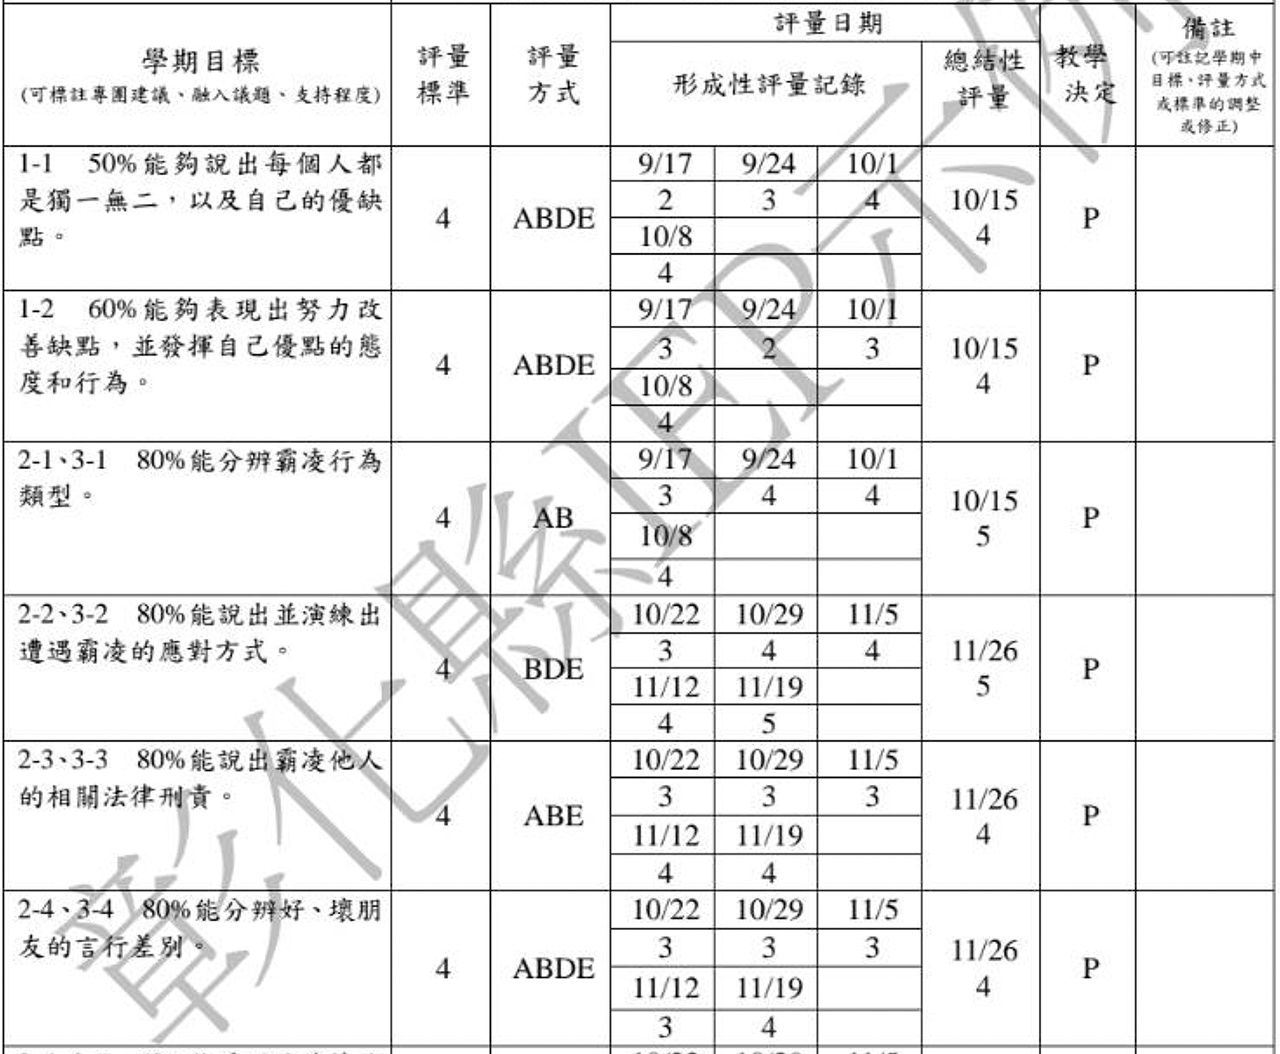 學期目標
(可標註專團建議、融入議題、支持程度)
評量
標準
評量
方式
評量日期
形成性評量記錄
總結性
評量
教學
決定
備註
(可註記學期中
目標、評量方式
或標準的調整
或修正)
1-1 50%能夠說出每個人都
是獨一無二，以及自己的優缺
點。
4
ABDE
9/17 9/24 10/1
2 3 4
10/8
4
10/15
4
P
1-2 60%能夠表現出努力改
善缺點，並發揮自己優點的態
度和行為。
4
ABDE
9/17 9/24 10/1
3 2 3
10/8
4
10/15
4
P
2-1、3-1 80%能分辨霸凌行為
類型。
4
AB
9/17 9/24 10/1
3 4 4
10/8
4
10/15
5
P
2-2、3-2 80%能說出並演練出
遭遇霸凌的應對方式。
4
BDE
10/22 10/29 11/5
3 4 4
11/12 11/19
4 5
11/26
5
P
2-3、3-3 80%能說出霸凌他人
的相關法律刑責。
4
ABE
10/22 10/29 11/5
3 3 3
11/12 11/19
4 4
11/26
4
P
2-4、3-4 80%能分辨好、壞朋
友的言行差別。
4
ABDE
10/22 10/29 11/5
3 3 3
11/12 11/19
3 4
11/26
4
P
彰化縣IEP示例